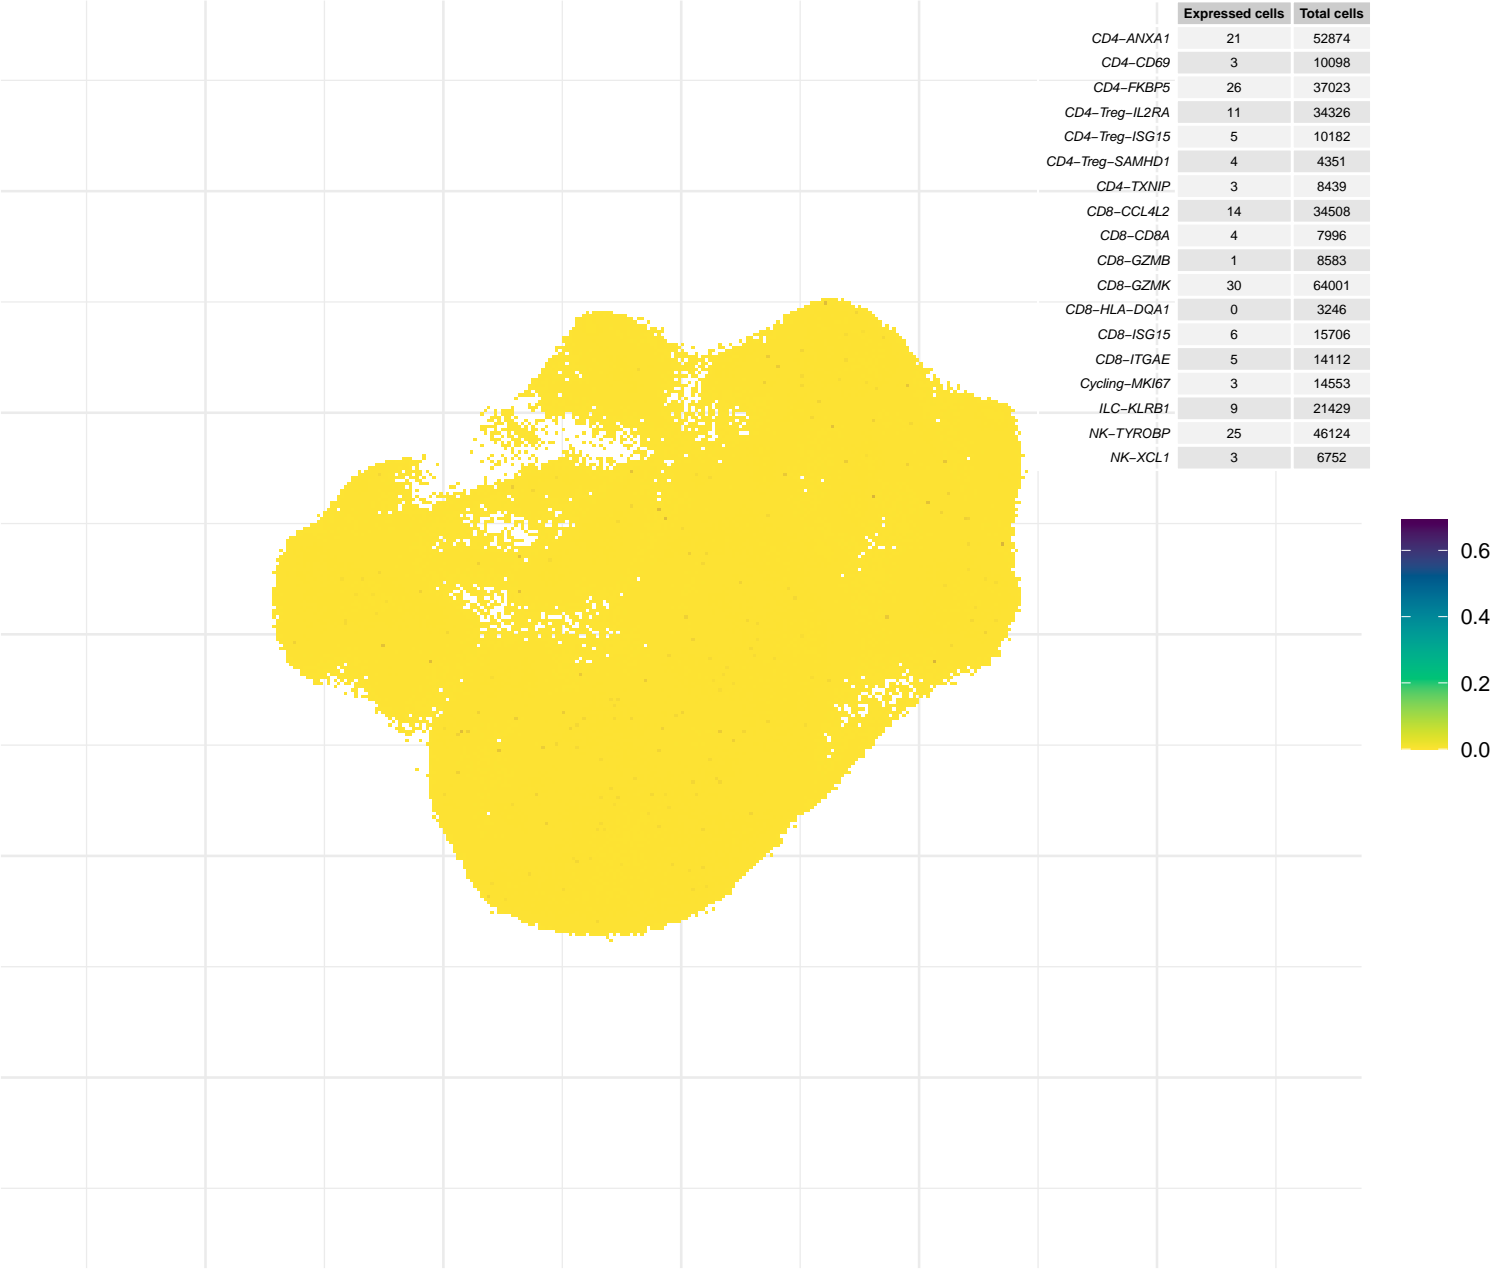 Expressed cells Total cells
CD4−ANXA1 21 52874
CD4−CD69 3 10098
CD4−FKBP5 26 37023
CD4−Treg−IL2RA 11 34326
CD4−Treg−ISG15 5 10182
CD4−Treg−SAMHD1 4 4351
CD4−TXNIP 3 8439
CD8−CCL4L2 14 34508
CD8−CD8A 4 7996
CD8−GZMB 1 8583
CD8−GZMK 30 64001
CD8−HLA−DQA1 0 3246
CD8−ISG15 6 15706
CD8−ITGAE 5 14112
Cycling−MKI67 3 14553
ILC−KLRB1 9 21429
NK−TYROBP 25 46124
NK−XCL1 3 6752
0.6
0.4
0.2
0.0